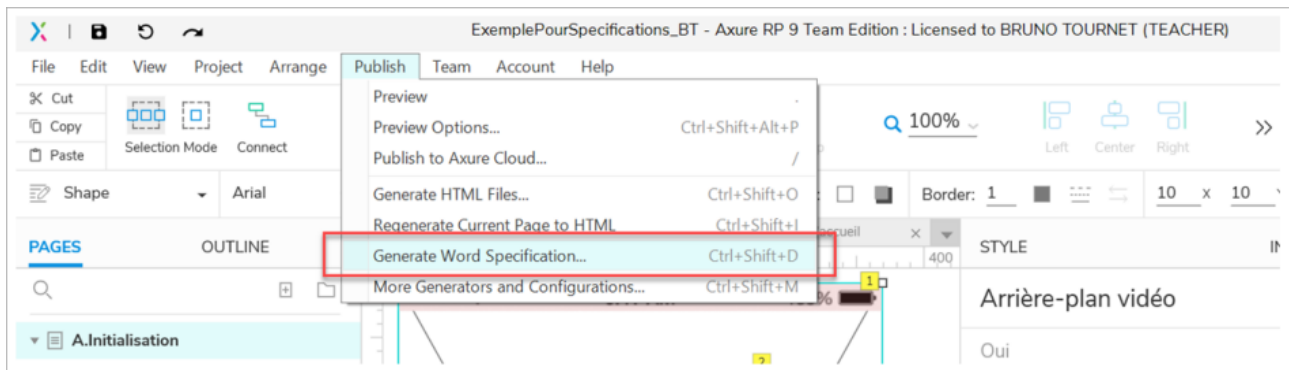 ExemplePourSpecifications_BT - Axure RP 9 Team Edition : Licensed to BRUNO TOURNET (TEACHER)
File Edit View Project Arrange Publish Team Account Help
Cut
Copy
Paste
Selection Mode Connect
100%
Left Center Right
Shape
Arial
Border: 1
10 x 10
Preview .
Preview Options... Ctrl+Shift+Alt+P
Publish to Axure Cloud... /
Generate HTML Files... Ctrl+Shift+O
Regenerate Current Page to HTML Ctrl+Shift+I
Generate Word Specification... Ctrl+Shift+D
More Generators and Configurations... Ctrl+Shift+M
PAGES OUTLINE
400
STYLE
1
Arrière-plan vidéo
A.Initialisation
2
Oui